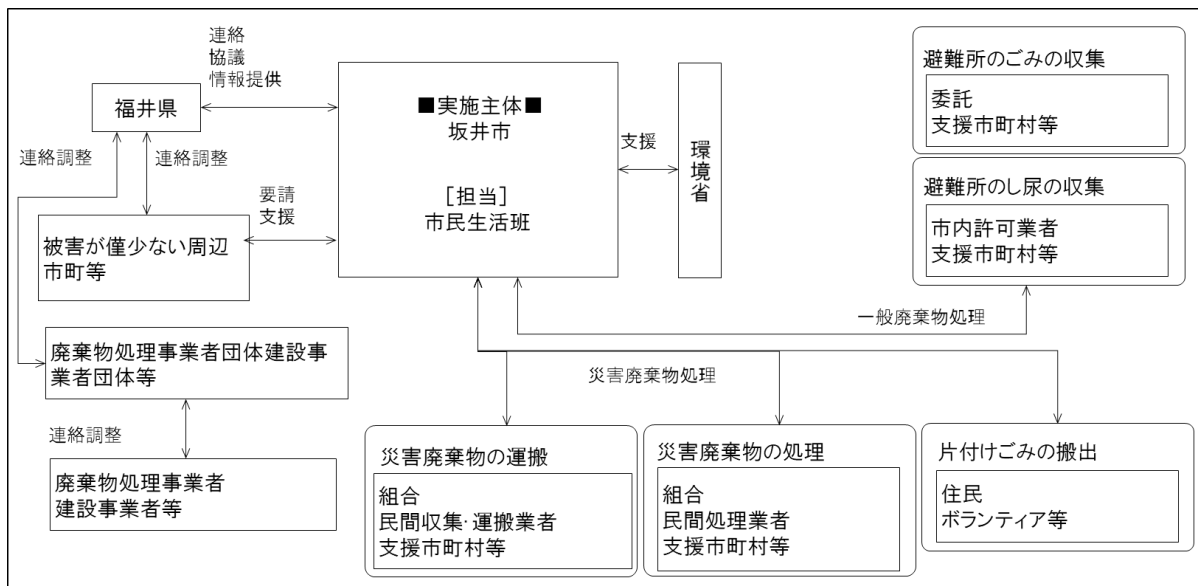 連絡
協議
情報提供
福井県
連絡調整
連絡調整
要請
支援
被害が僅少ない周辺
市町等
廃棄物処理事業者団体建設事
業者団体等
連絡調整
廃棄物処理事業者
建設事業者等
■実施主体■
坂井市
［担当］
市民生活班
支援
環境省
避難所のごみの収集
委託
支援市町村等
避難所のし尿の収集
市内許可業者
支援市町村等
一般廃棄物処理
災害廃棄物処理
災害廃棄物の運搬
組合
民間収集・運搬業者
支援市町村等
災害廃棄物の処理
組合
民間処理業者
支援市町村等
片付けごみの搬出
住民
ボランティア等